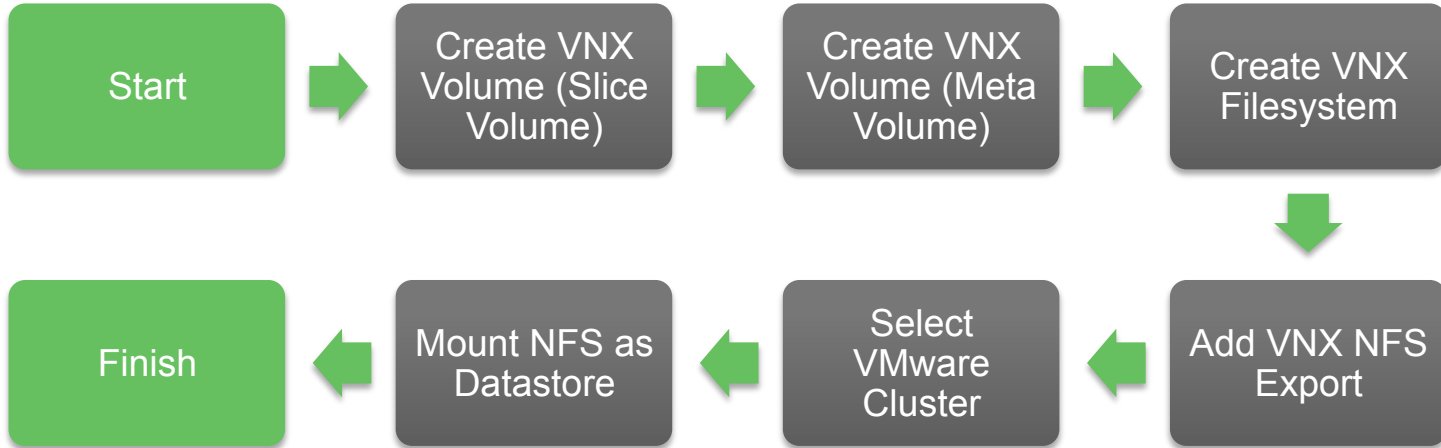 Start
Create VNX
Volume (Slice
Volume)
Create VNX
Volume (Meta
Volume)
Create VNX
Filesystem
Add VNX NFS
Export
Select
VMware
Cluster
Mount NFS as
Datastore
Finish